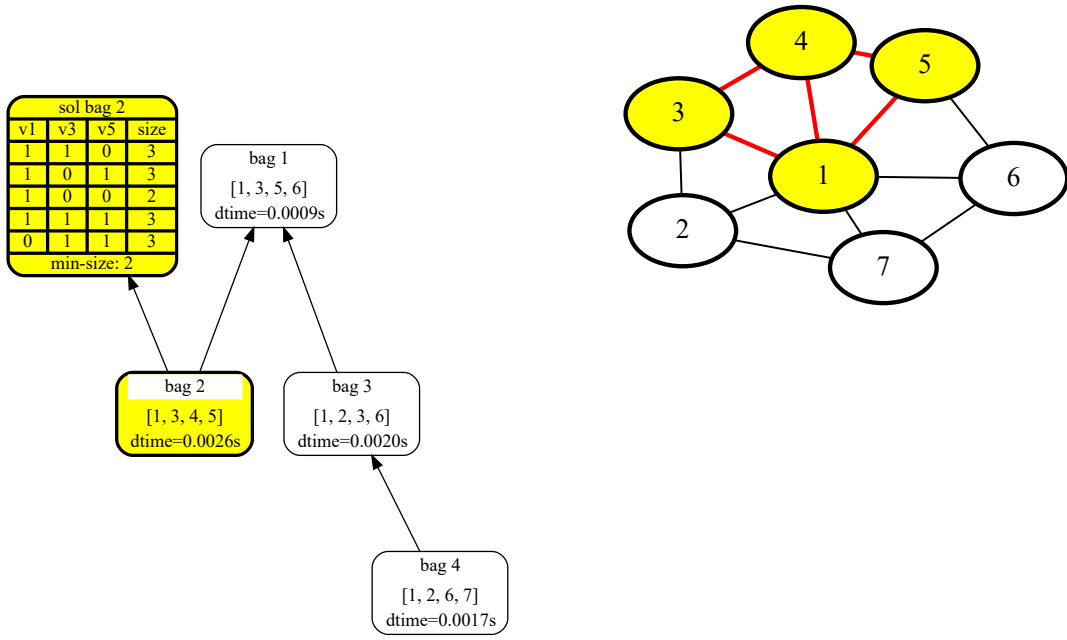 sol bag 2
v1 v3 v5 size
1 1 0 3
1 0 1 3
1 0 0 2
1 1 1 3
0 1 1 3
min-size: 2
bag 1
[1, 3, 5, 6]
dtime=0.0009s
bag 2
[1, 3, 4, 5]
dtime=0.0026s
bag 3
[1, 2, 3, 6]
dtime=0.0020s
bag 4
[1, 2, 6, 7]
dtime=0.0017s
4
5
3
1
6
2
7